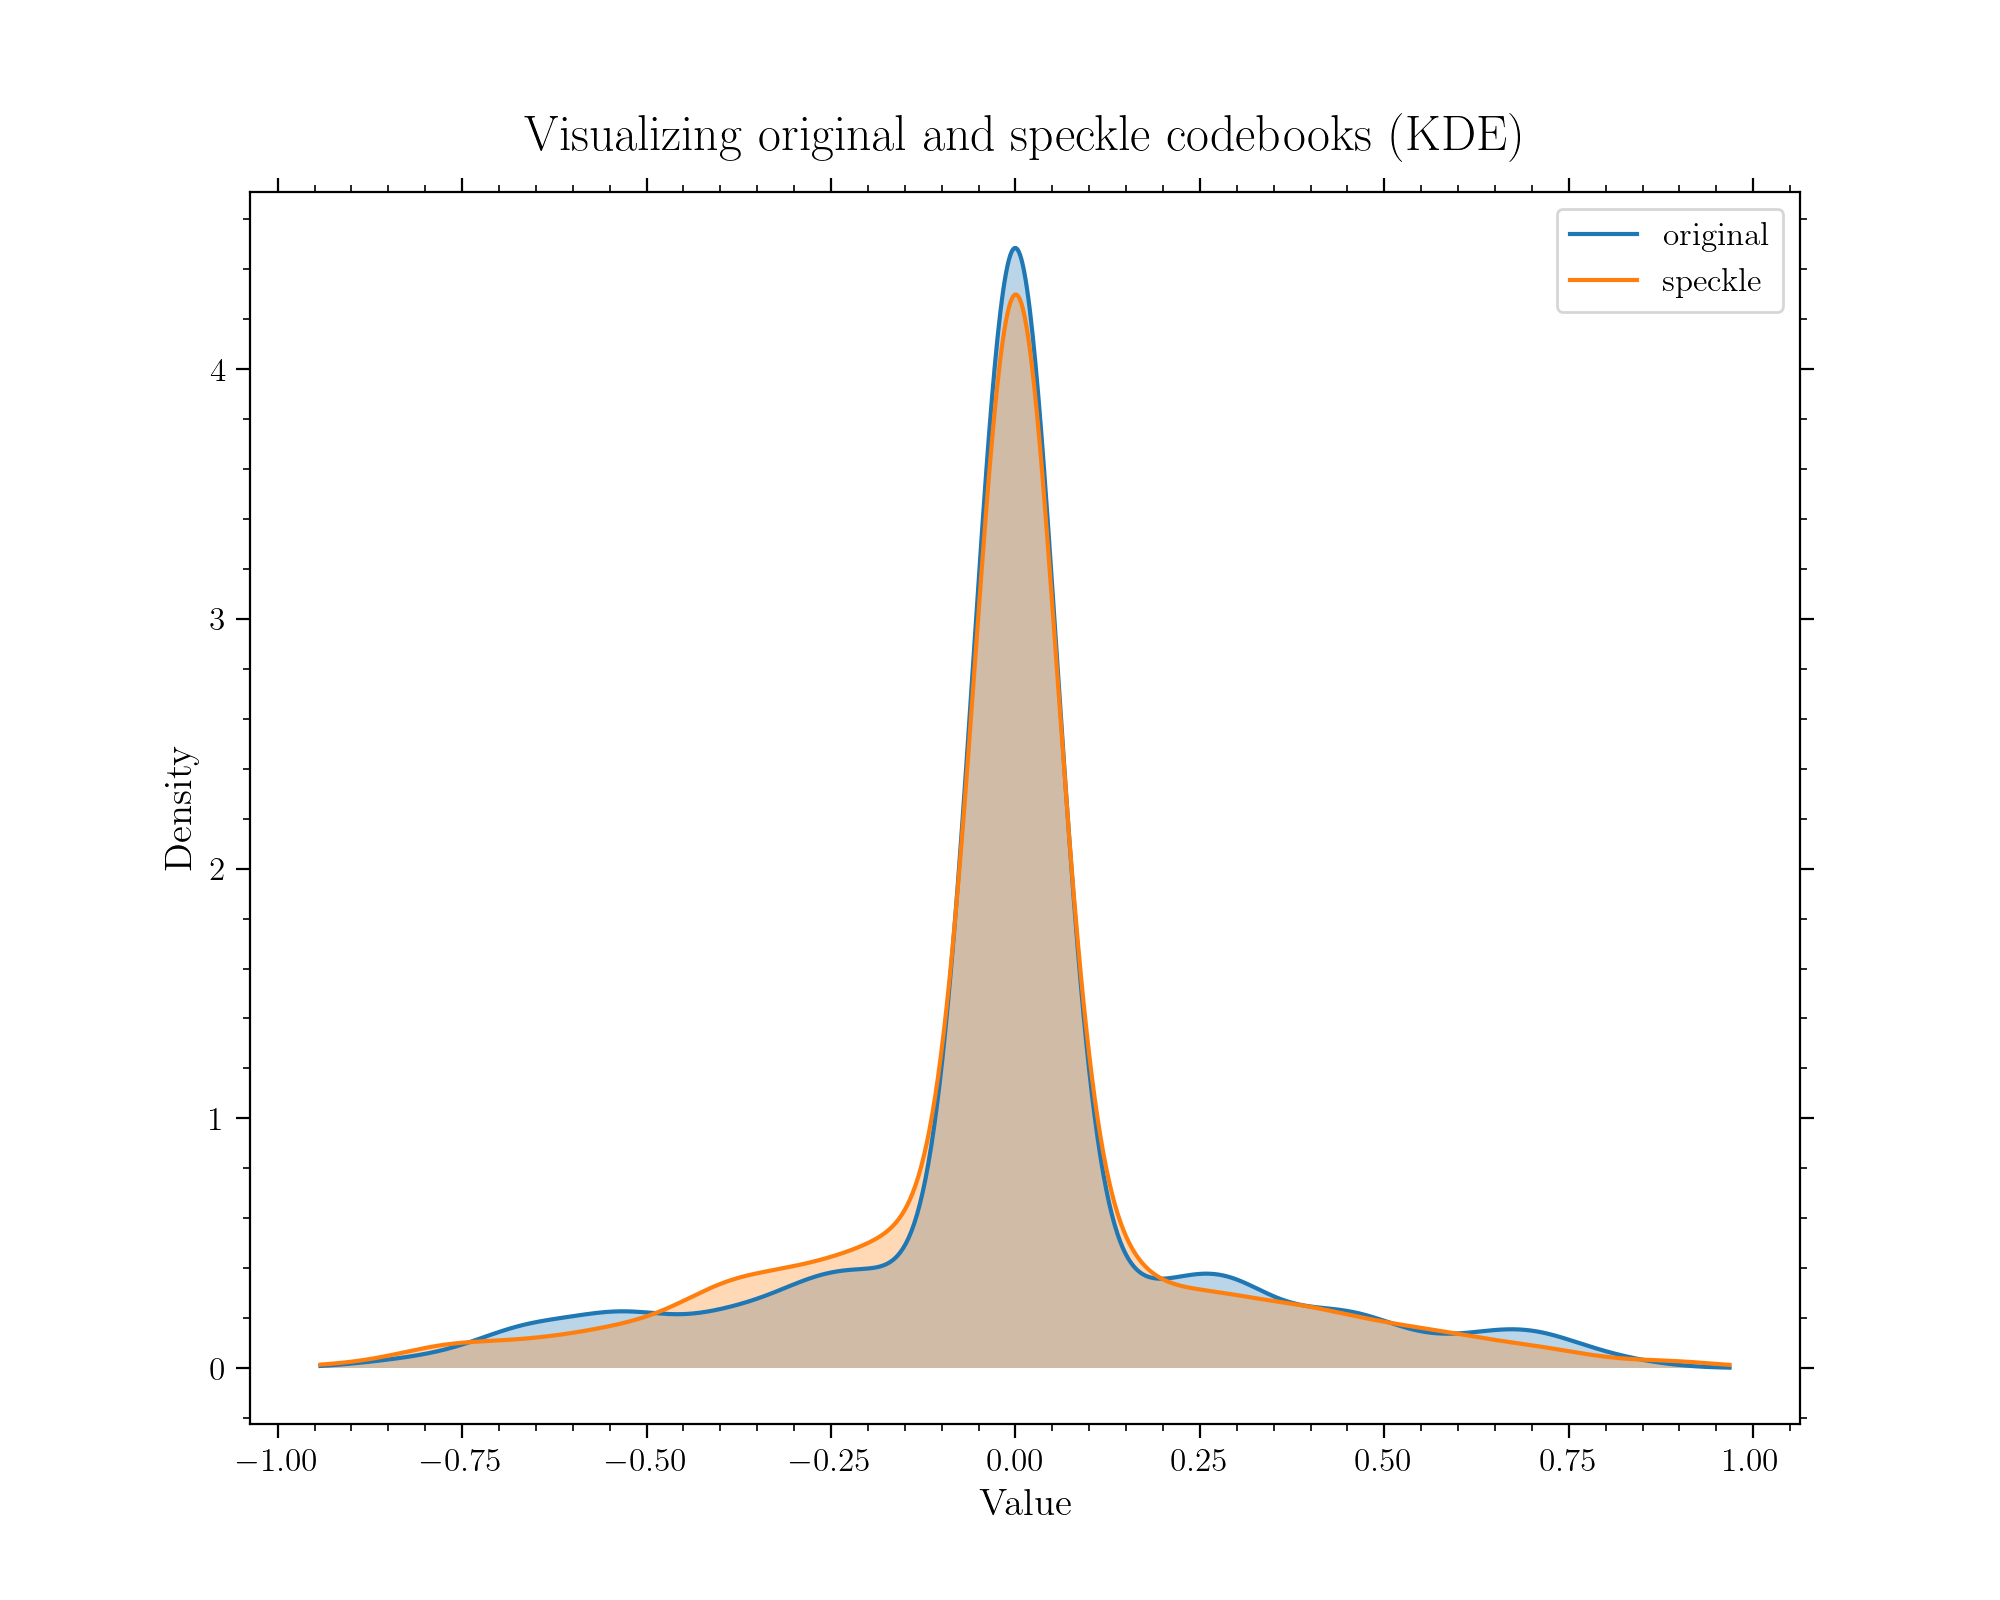 Visualizing original and speckle codebooks (KDE)
original
speckle
Density
4
3
2
1
0
−1.00 −0.75 −0.50 −0.25 0.00 0.25 0.50 0.75 1.00
Value